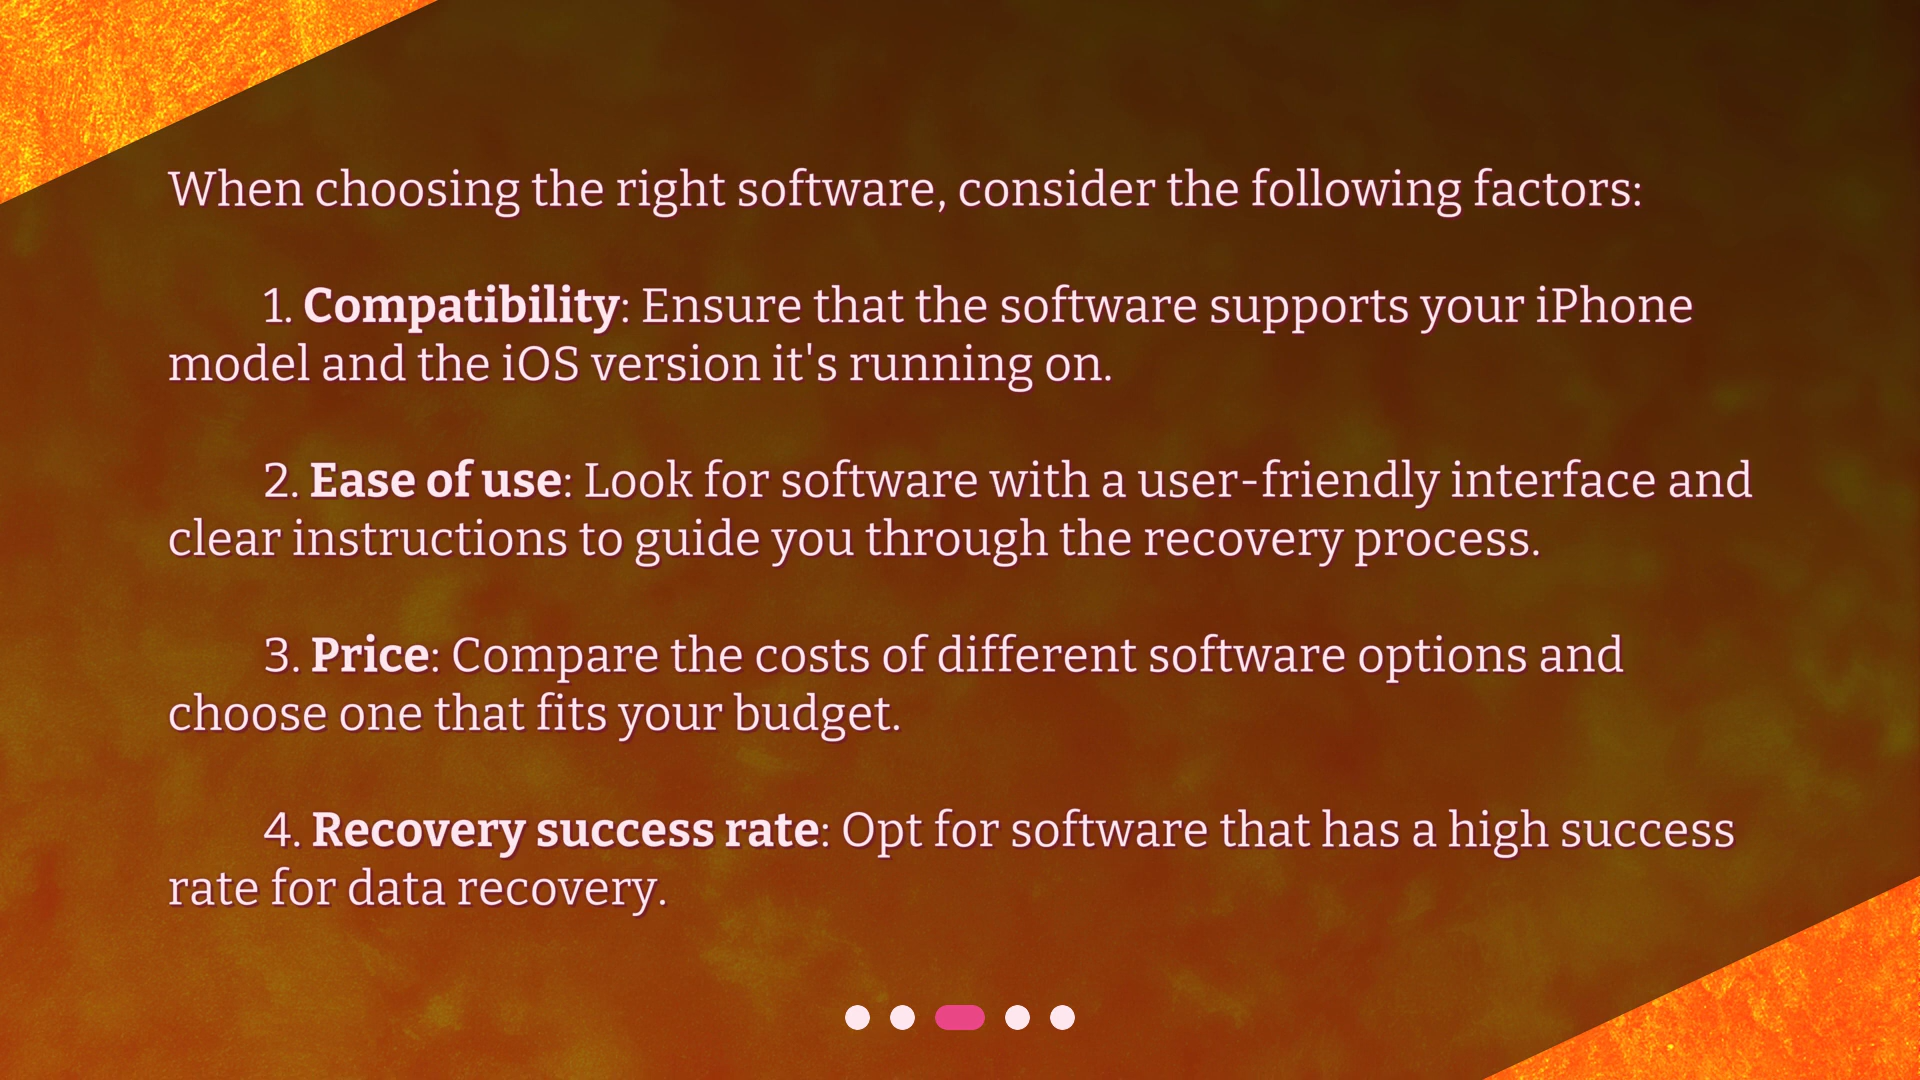 When choosing the right software, consider the following factors:
1. Compatibility: Ensure that the software supports your iPhone
model and the iOS version it's running on.
2. Ease of use: Look for software with a user-friendly interface and
clear instructions to guide you through the recovery process.
3. Price: Compare the costs of different software options and
choose one that fits your budget.
4. Recovery success rate: Opt for software that has a high success
rate for data recovery.